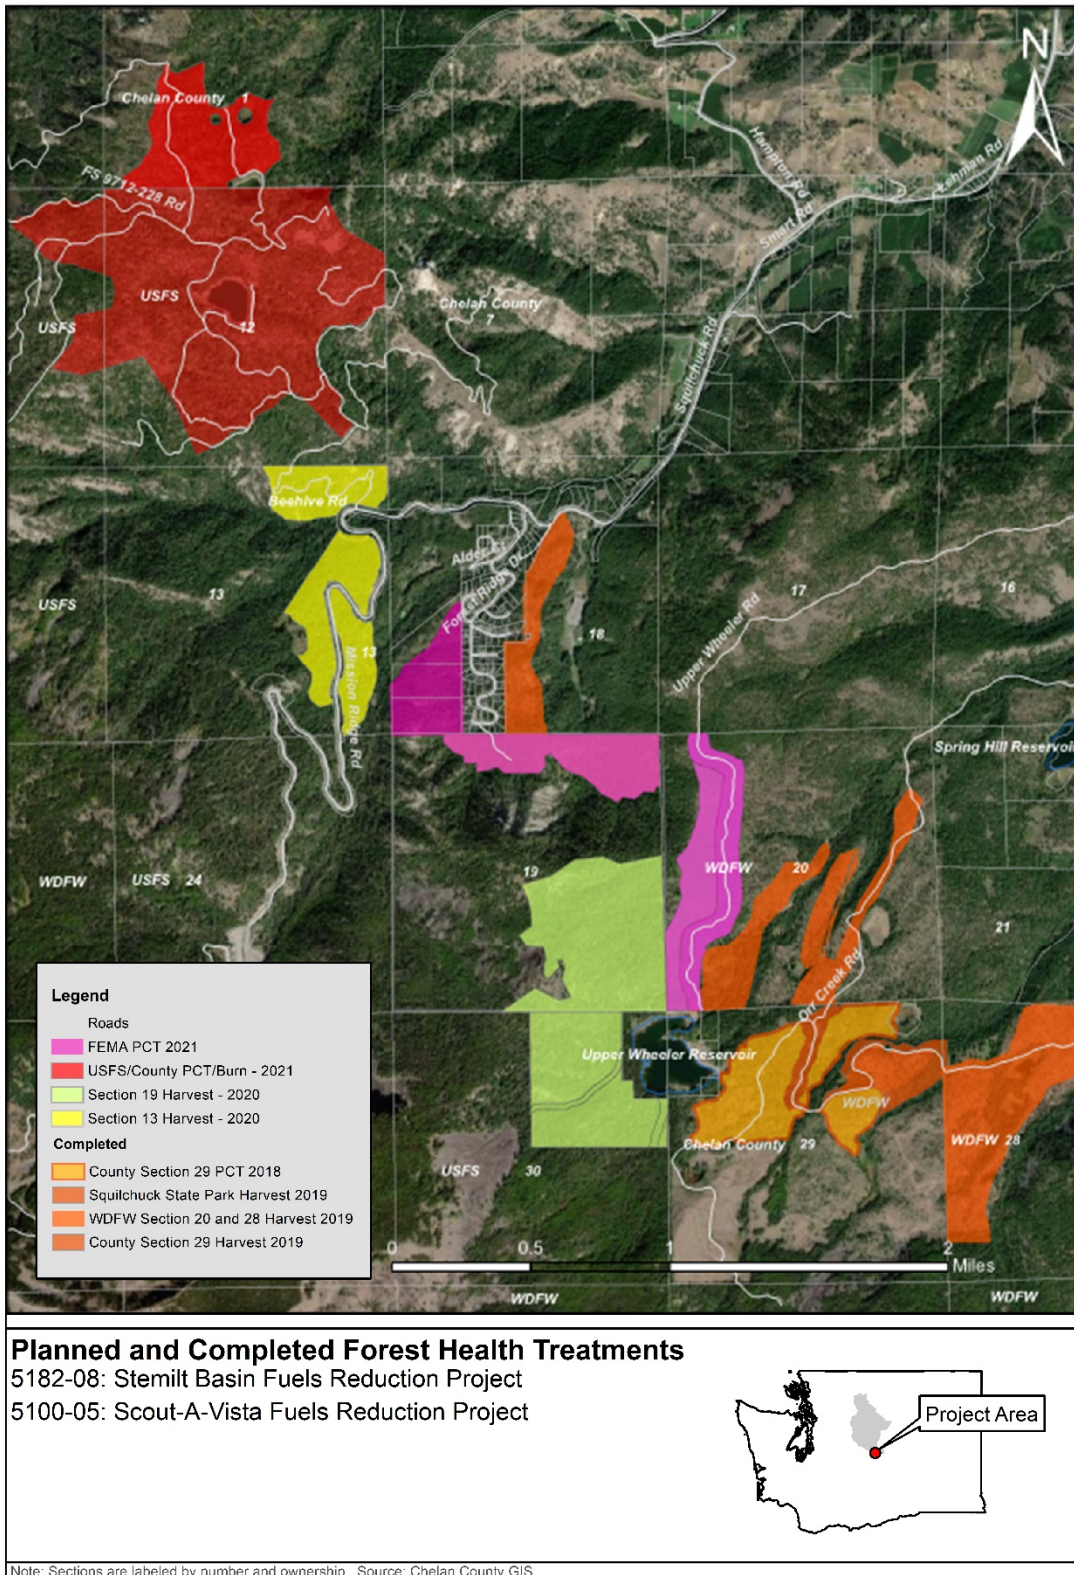 N
Chelan County 1
FS 9712-228 Rd
Hampton Rd
Lehman Rd
Smart Rd
USFS
USFS
12
Chelan County
7
Squilchuck Rd
Beehive Rd
Alder
Forest Ridge Dr
USFS
13
13
Mission Ridge Rd
18
17
16
Upper Wheeler Rd
Spring Hill Reservoir
WDFW
USFS 24
19
WDFW
20
21
Orr Creek Rd
Upper Wheeler Reservoir
WDFW
Chelan County 29
WDFW 28
USFS
30
Legend
Roads
FEMA PCT 2021
USFS/County PCT/Burn - 2021
Section 19 Harvest - 2020
Section 13 Harvest - 2020
Completed
County Section 29 PCT 2018
Squilchuck State Park Harvest 2019
WDFW Section 20 and 28 Harvest 2019
County Section 29 Harvest 2019
0 0.5 1 2
Miles
WDFW
WDFW
Planned and Completed Forest Health Treatments
5182-08: Stemilt Basin Fuels Reduction Project
5100-05: Scout-A-Vista Fuels Reduction Project
Project Area
Note: Sections are labeled by number and ownership. Source: Chelan County GIS